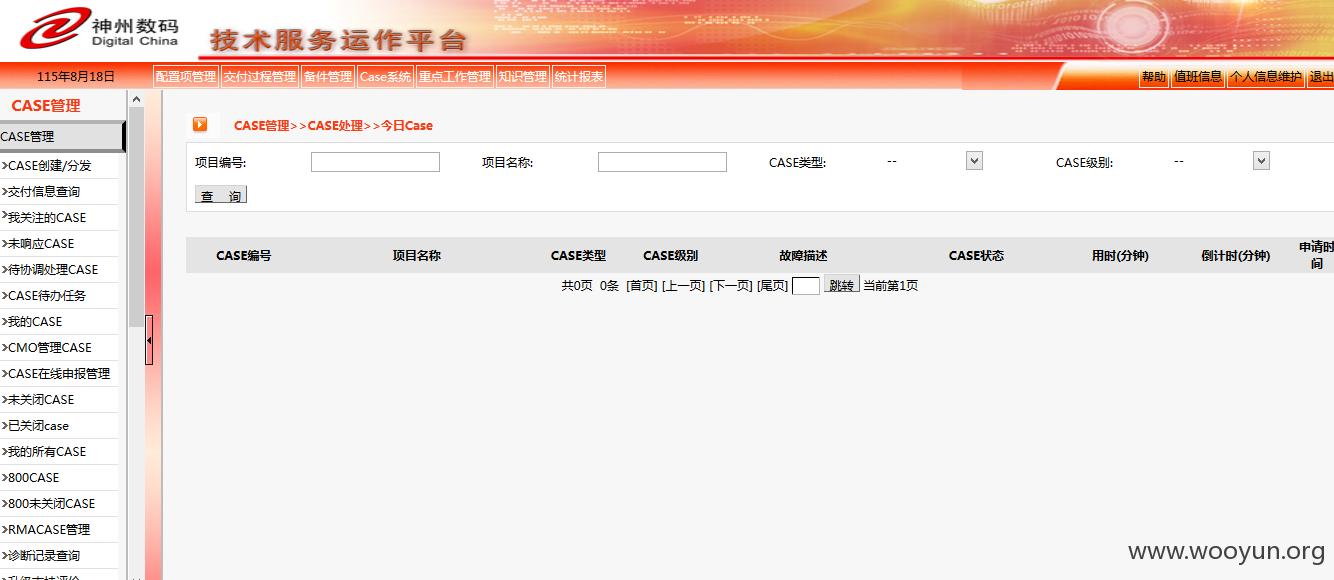 神州数码
Digital China
技术服务运作平台
115年8月18日
配置项管理 交付过程管理 备件管理 Case系统 重点工作管理 知识管理 统计报表
帮助 值班信息 个人信息维护 退出
CASE管理
CASE管理
>CASE创建/分发
>交付信息查询
>我关注的CASE
>未响应CASE
>待协调处理CASE
>CASE待办任务
>我的CASE
>CMO管理CASE
>CASE在线申报管理
>未关闭CASE
>已关闭case
>我的所有CASE
>800CASE
>800未关闭CASE
>RMACASE管理
>诊断记录查询
CASE管理>>CASE处理>>今日Case
项目编号: 项目名称: CASE类型: -- CASE级别: --
查 询
CASE编号 项目名称 CASE类型 CASE级别 故障描述 CASE状态 用时(分钟) 倒计时(分钟) 申请时间
共0页 0条 [首页] [上一页] [下一页] [尾页] 跳转 当前第1页
www.wooyun.org